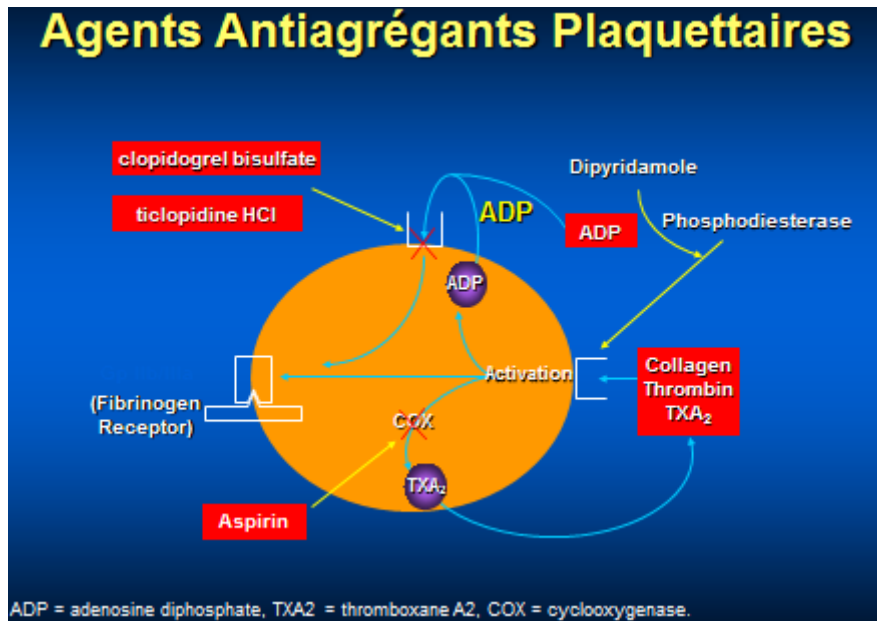 Agents Antiagrégants Plaquettaires
clopidogrel bisulfate
ticlopidine HCl
ADP
ADP
Dipyridamole
Phosphodiesterase
ADP
Activation
Collagen
Thrombin
TXA₂
(Fibrinogen
Receptor)
COX
TXA₂
Aspirin
ADP = adenosine diphosphate, TXA2 = thromboxane A2, COX = cyclooxygenase.